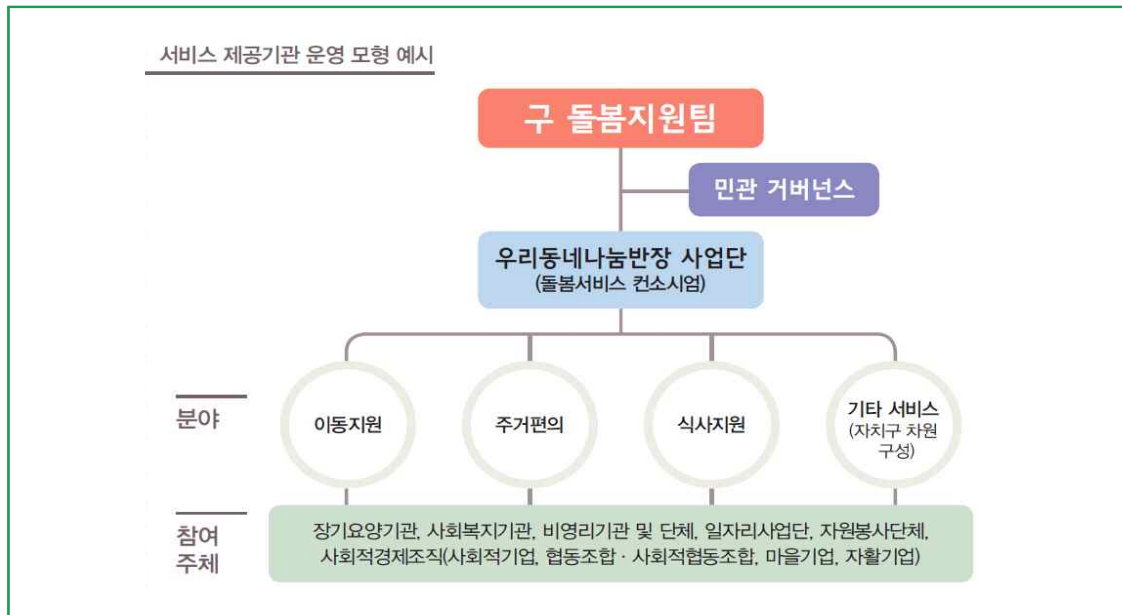 서비스 제공기관 운영 모형 예시
구 돌봄지원팀
민관 거버넌스
우리동네나눔반장 사업단
(돌봄서비스 컨소시엄)
분야
이동지원
주거편의
식사지원
기타 서비스
(자치구 차원
구성)
참여
주체
장기요양기관, 사회복지기관, 비영리기관 및 단체, 일자리사업단, 자원봉사단체,
사회적경제조직(사회적기업, 협동조합 · 사회적협동조합, 마을기업, 자활기업)